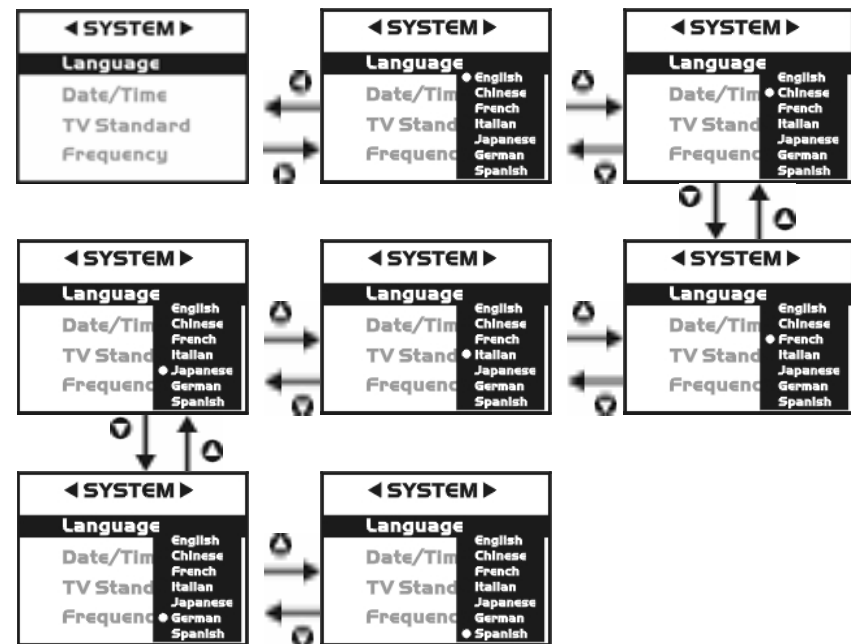 ◀SYSTEM▶
Language
Date/Time
TV Standard
Frequency
◀SYSTEM▶
Language
Date/Tim
TV Stand
Frequenc
English
Chinese
French
Italian
Japanese
German
Spanish
◀SYSTEM▶
Language
Date/Tim
TV Stand
Frequenc
English
Chinese
French
Italian
Japanese
German
Spanish
◀SYSTEM▶
Language
Date/Tim
TV Stand
Frequenc
English
Chinese
French
Italian
Japanese
German
Spanish
◀SYSTEM▶
Language
Date/Tim
TV Stand
Frequenc
English
Chinese
French
Italian
Japanese
German
Spanish
◀SYSTEM▶
Language
Date/Tim
TV Stand
Frequenc
English
Chinese
French
Italian
Japanese
German
Spanish
◀SYSTEM▶
Language
Date/Tim
TV Stand
Frequenc
English
Chinese
French
Italian
Japanese
German
Spanish
◀SYSTEM▶
Language
Date/Tim
TV Stand
Frequenc
English
Chinese
French
Italian
Japanese
German
Spanish